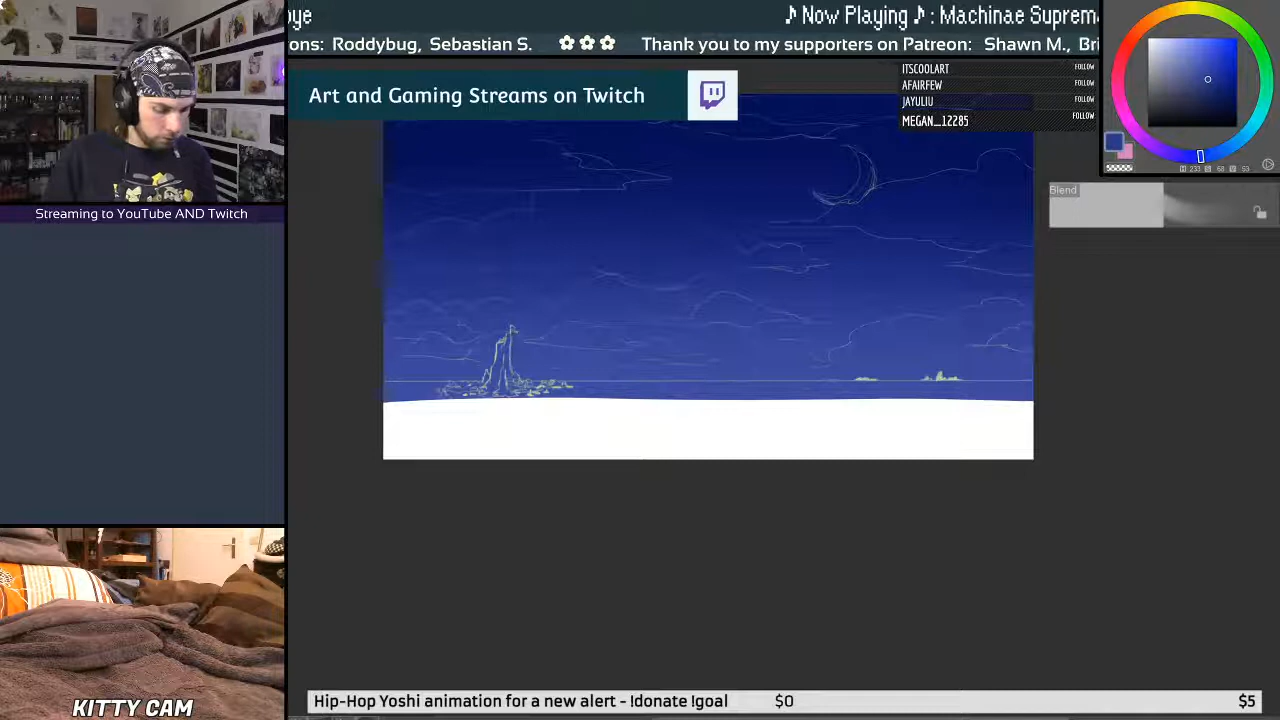 oye
♪ Now Playing ♪ : Machinae Suprem
ons: Roddybug, Sebastian S. ✿ ✿ ✿ Thank you to my supporters on Patreon: Shawn M., Bri
Art and Gaming Streams on Twitch
ITSCOOLART FOLLOW
AFAIRFEW FOLLOW
JAYULIU FOLLOW
MEGAN_12285 FOLLOW
Blend
Streaming to YouTube AND Twitch
KITTY CAM
Hip-Hop Yoshi animation for a new alert - !donate !goal $0 $5